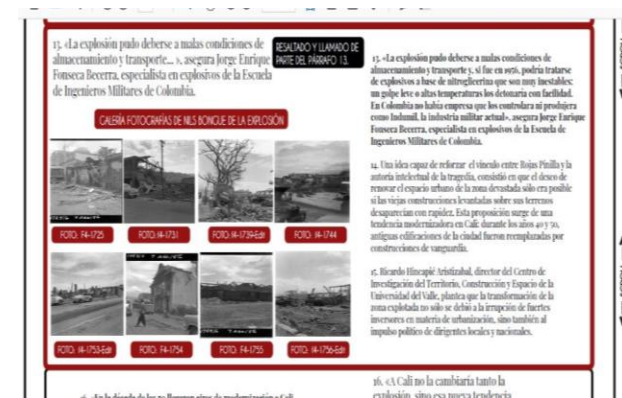 13. «La explosión pudo deberse a malas condiciones de
almacenamiento y transporte... », asegura Jorge Enrique
Fonseca Becerra, especialista en explosivos de la Escuela
de Ingenieros Militares de Colombia.
RESALTADO Y LLAMADO DE
PARTE DEL PÁRRAFO 13.
GALERÍA FOTOGRAFÍAS DE NILS BONGUE DE LA EXPLOSIÓN
FOTO: F4-1725
FOTO: I4-1731
FOTO: I4-1739-Edit
FOTO: I4-1744
FOTO: I4-1753-Edit
FOTO: F4-1754
FOTO: F4-1755
FOTO: I4-1756-Edit
13. «La explosión pudo deberse a malas condiciones de
almacenamiento y transporte y, si fue en 1956, podría tratarse
de explosivos a base de nitroglicerina que son muy inestables:
un golpe leve o altas temperaturas los detonaría con facilidad.
En Colombia no había empresa que los controlara ni produjera
como Indumil, la industria militar actual», asegura Jorge Enrique
Fonseca Becerra, especialista en explosivos de la Escuela de
Ingenieros Militares de Colombia.
14. Una idea capaz de reforzar el vínculo entre Rojas Pinilla y la
autoría intelectual de la tragedia, consistió en que el deseo de
renovar el espacio urbano de la zona devastada sólo era posible
si las viejas construcciones levantadas sobre sus terrenos
desaparecían con rapidez. Esta proposición surge de una
tendencia modernizadora en Cali: durante los años 40 y 50,
antiguas edificaciones de la ciudad fueron reemplazadas por
construcciones de vanguardia.
15. Ricardo Hincapié Aristizábal, director del Centro de
Investigación del Territorio, Construcción y Espacio de la
Universidad del Valle, plantea que la transformación de la
zona explotada no sólo se debió a la irrupción de fuertes
inversores en materia de urbanización, sino también al
impulso político de dirigentes locales y nacionales.
16. «A Cali no la cambiaría tanto la
explosión, sino esa nueva tendencia